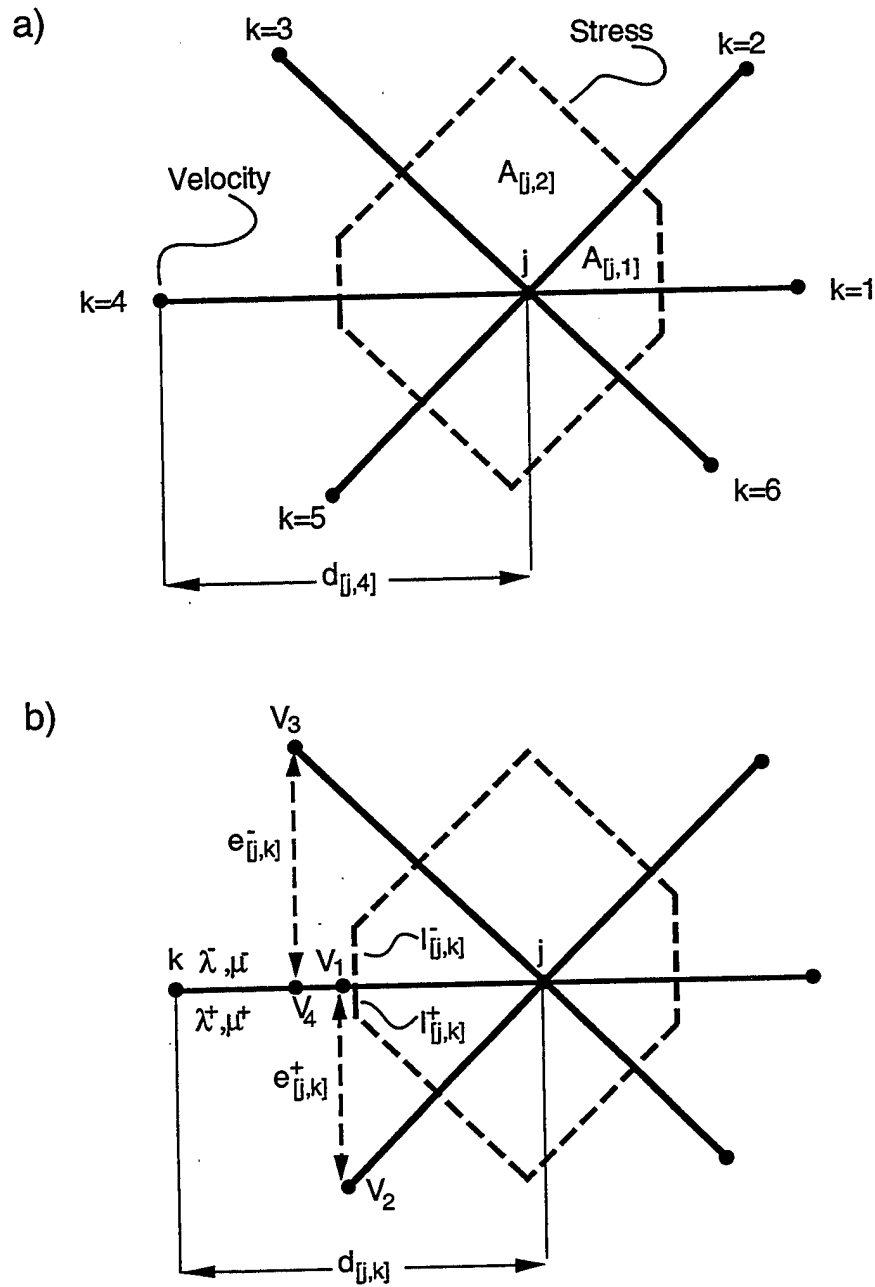 a)
k=3
Stress
k=2
Velocity
A[j,2]
j
A[j,1]
k=4
k=1
k=5
k=6
d[j,4]
b)
V3
e-[j,k]
l-[j,k]
j
k
λ-,μ-
V1
V4
λ+,μ+
l+[j,k]
e+[j,k]
V2
d[j,k]